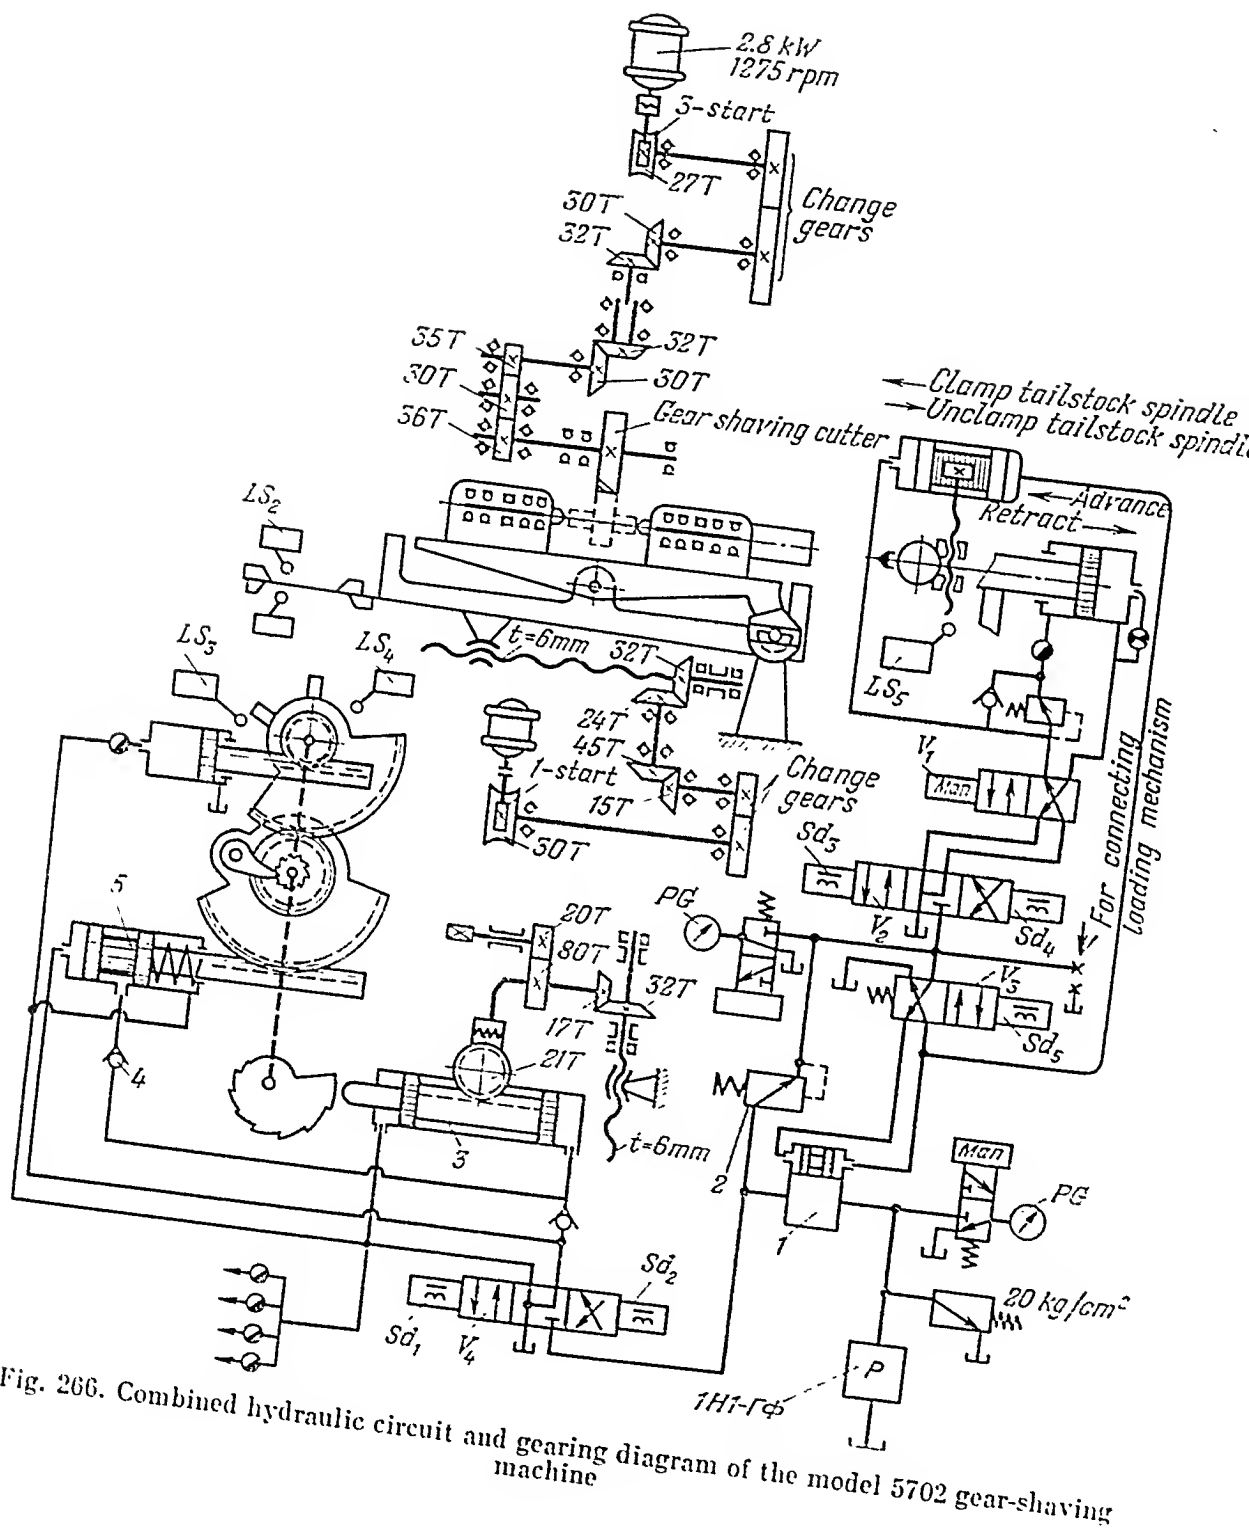 2.8 kW
1275 rpm
3-start
27T
Change
gears
30T
32T
35T
32T
30T
30T
36T
Gear shaving cutter
Clamp tailstock spindle
Unclamp tailstock spindle
Advance
Retract
LS2
LS3
LS4
t=6mm
32T
LS5
24T
45T
1-start
15T
Change
gears
30T
V1
Man
For connecting
loading mechanism
Sd3
V2
Sd4
PG
5
20T
80T
17T
32T
21T
V3
Sd5
4
3
t=6mm
2
1
Man
PG
Sd2
Sd1
V4
20 kg/cm²
1Н1-ГФ
P
Fig. 266. Combined hydraulic circuit and gearing diagram of the model 5702 gear-shaving
machine